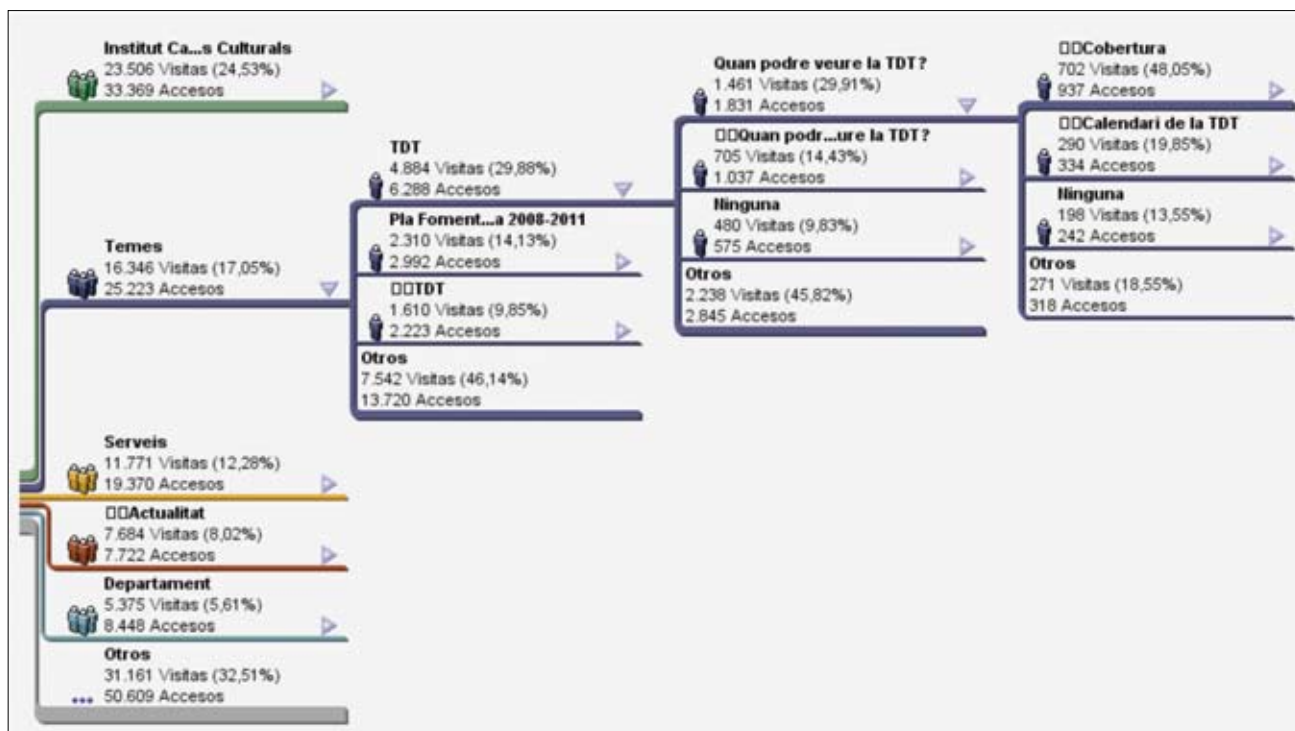 Institut Ca...s Culturals
23.506 Visitas (24,53%)
33.369 Accesos
Temes
16.346 Visitas (17,05%)
25.223 Accesos
Serveis
11.771 Visitas (12,28%)
19.370 Accesos
□□Actualitat
7.684 Visitas (8,02%)
7.722 Accesos
Departament
5.375 Visitas (5,61%)
8.448 Accesos
Otros
31.161 Visitas (32,51%)
50.609 Accesos
TDT
4.884 Visitas (29,88%)
6.288 Accesos
Pla Foment...a 2008-2011
2.310 Visitas (14,13%)
2.992 Accesos
□□TDT
1.610 Visitas (9,85%)
2.223 Accesos
Otros
7.542 Visitas (46,14%)
13.720 Accesos
Quan podre veure la TDT?
1.461 Visitas (29,91%)
1.831 Accesos
□□Quan podr...ure la TDT?
705 Visitas (14,43%)
1.037 Accesos
Ninguna
480 Visitas (9,83%)
575 Accesos
Otros
2.238 Visitas (45,82%)
2.845 Accesos
□□Cobertura
702 Visitas (48,05%)
937 Accesos
□□Calendari de la TDT
290 Visitas (19,85%)
334 Accesos
Ninguna
198 Visitas (13,55%)
242 Accesos
Otros
271 Visitas (18,55%)
318 Accesos